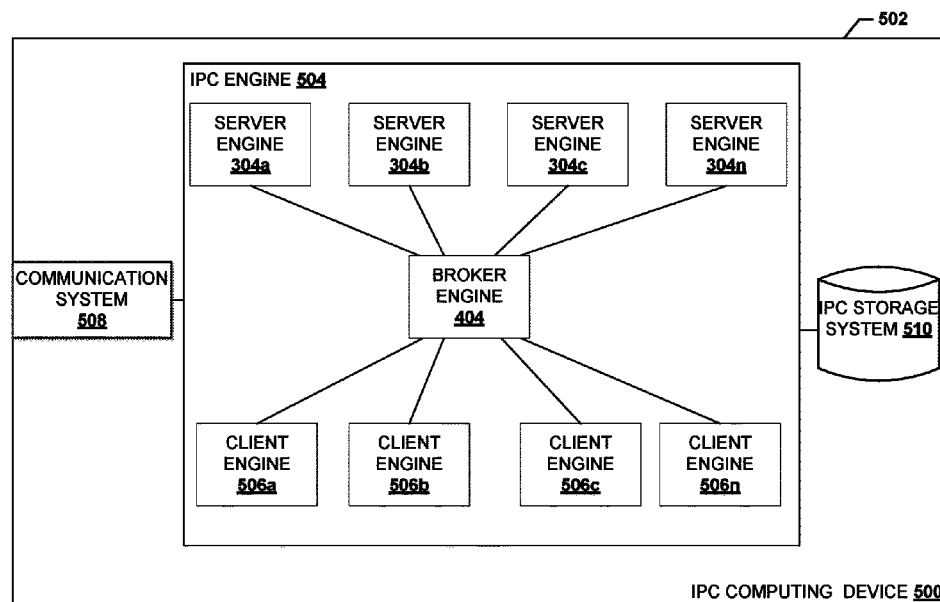 502
IPC ENGINE 504
SERVER
ENGINE
304a
SERVER
ENGINE
304b
SERVER
ENGINE
304c
SERVER
ENGINE
304n
COMMUNICATION
SYSTEM
508
BROKER
ENGINE
404
IPC STORAGE
SYSTEM 510
CLIENT
ENGINE
506a
CLIENT
ENGINE
506b
CLIENT
ENGINE
506c
CLIENT
ENGINE
506n
IPC COMPUTING DEVICE 500